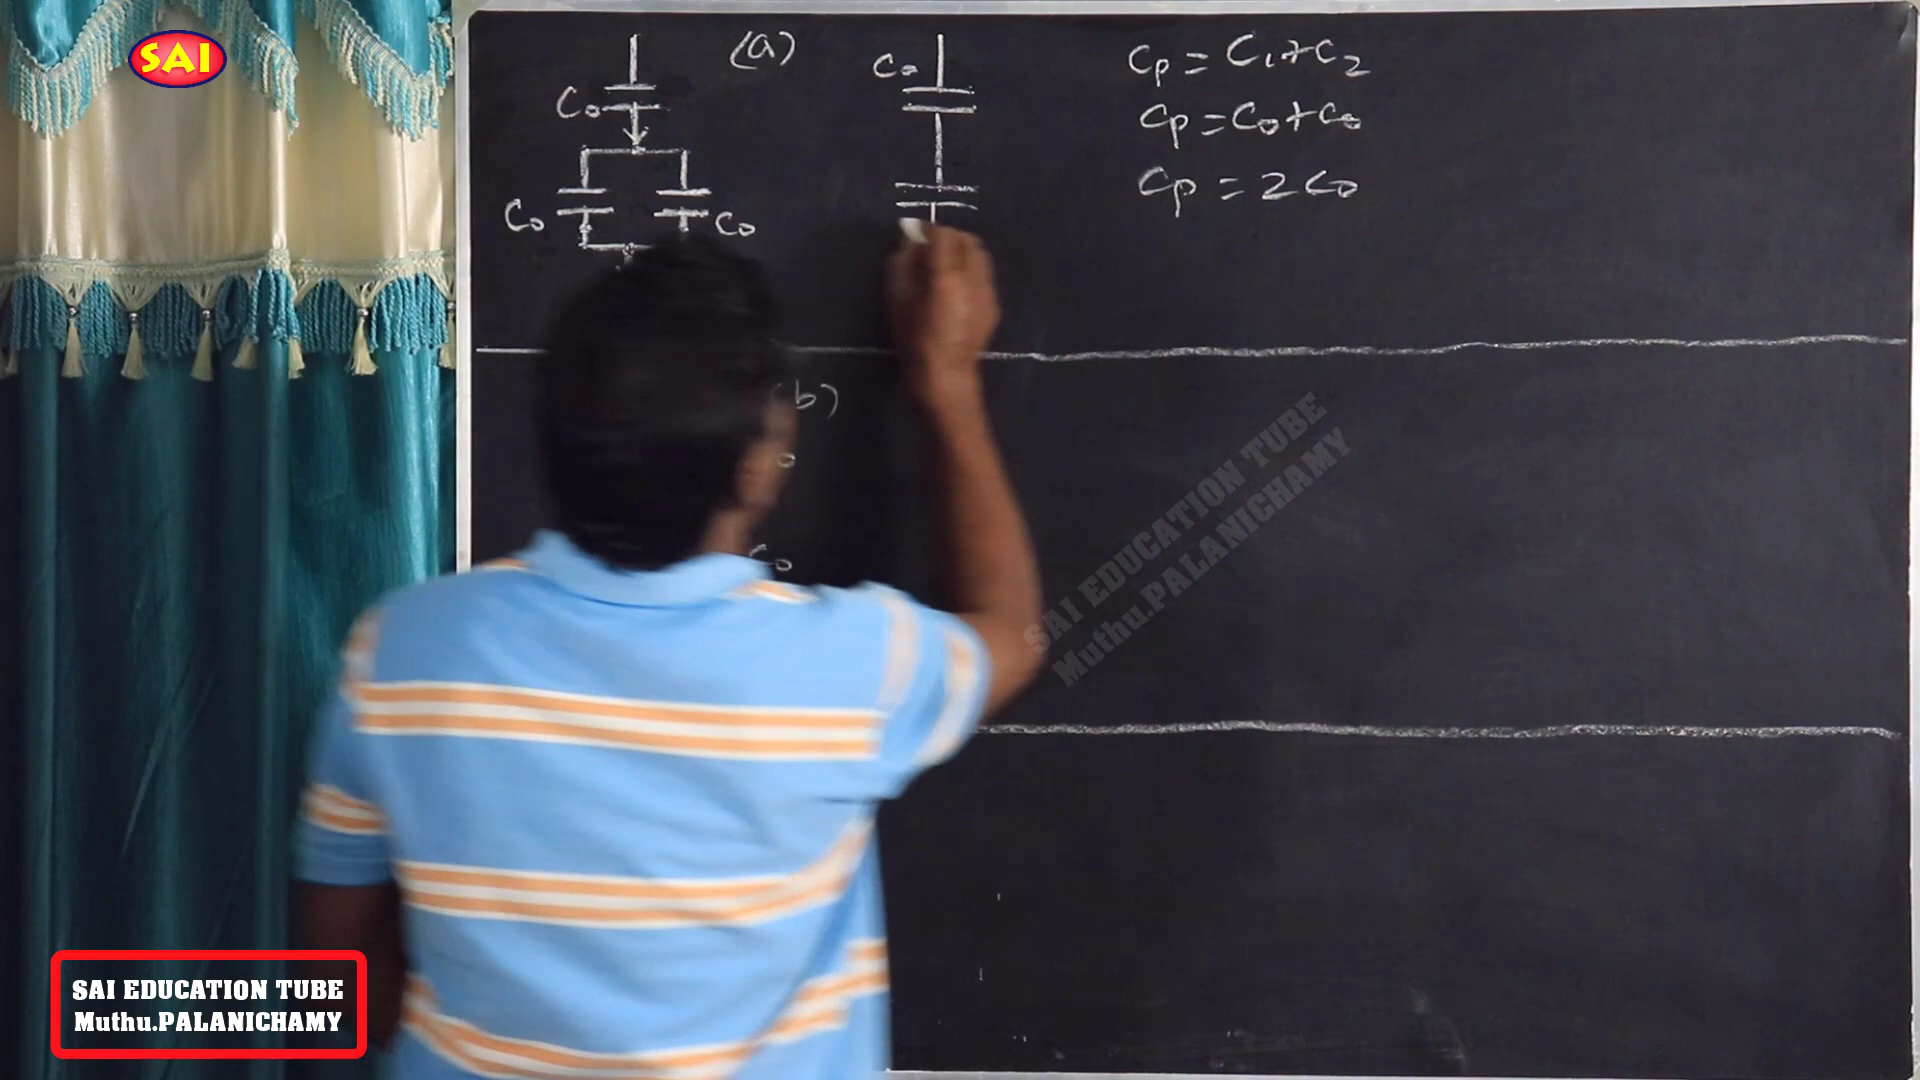 SAI
(a)
C₀
C₀
C₀
C₀
Cp = C₁+C₂
Cp = C₀+C₀
Cp = 2C₀
(b)
C₀
SAI EDUCATION TUBE
Muthu.PALANICHAMY
SAI EDUCATION TUBE
Muthu.PALANICHAMY